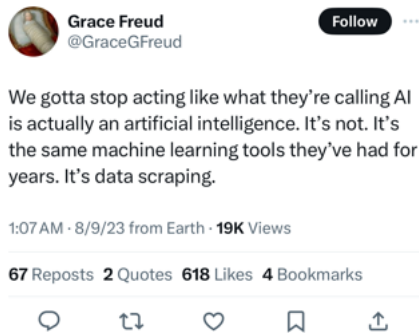 Grace Freud
Follow
@GraceGFreud
We gotta stop acting like what they're calling AI
is actually an artificial intelligence. It's not. It's
the same machine learning tools they've had for
years. It's data scraping.
1:07 AM · 8/9/23 from Earth · 19K Views
67 Reposts 2 Quotes 618 Likes 4 Bookmarks